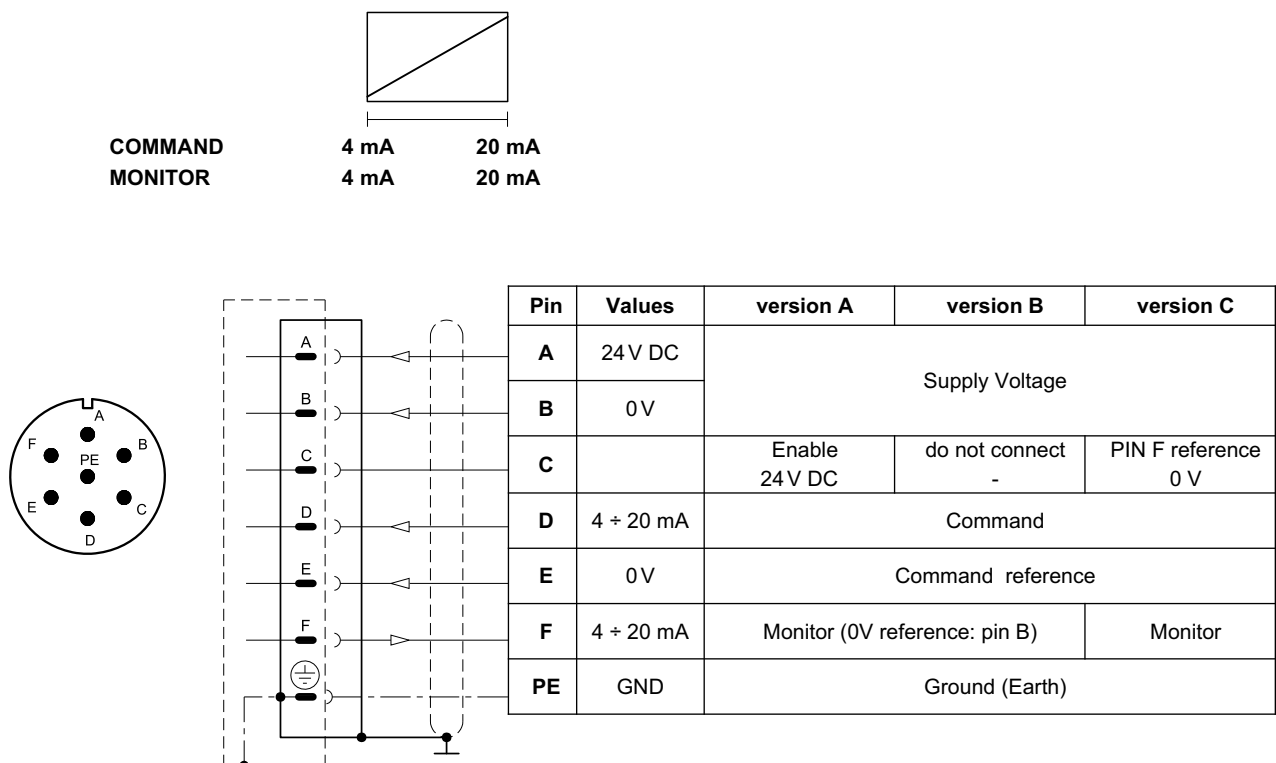 COMMAND 4 mA 20 mA
MONITOR 4 mA 20 mA
Pin Values version A version B version C
A 24 V DC Supply Voltage
B 0 V
C Enable 24 V DC do not connect - PIN F reference 0 V
D 4 ÷ 20 mA Command
E 0 V Command reference
F 4 ÷ 20 mA Monitor (0V reference: pin B) Monitor
PE GND Ground (Earth)
A
B
C
D
E
F
A
F
B
PE
E
C
D